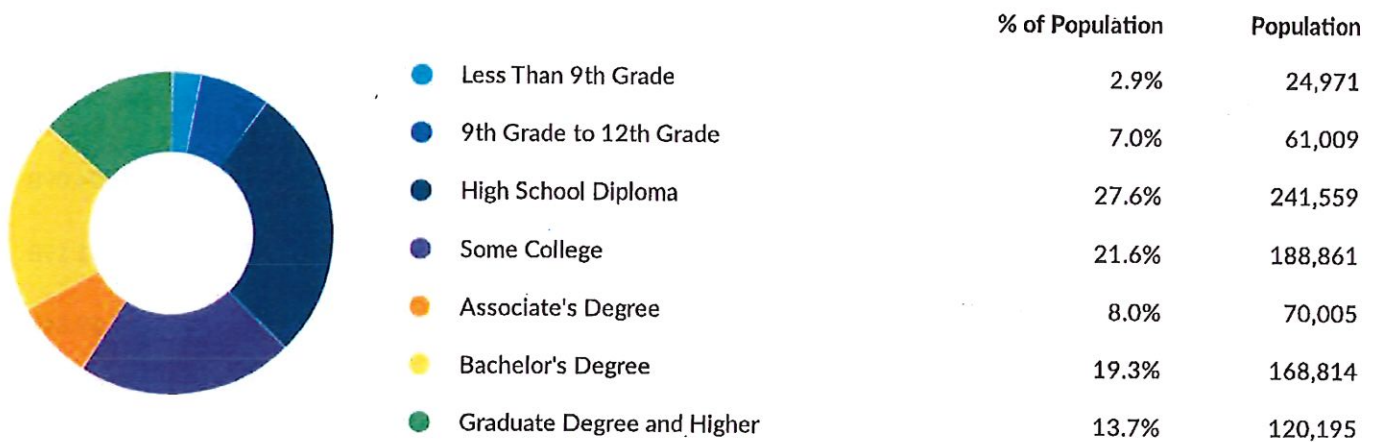 % of Population Population
Less Than 9th Grade 2.9% 24,971
9th Grade to 12th Grade 7.0% 61,009
High School Diploma 27.6% 241,559
Some College 21.6% 188,861
Associate's Degree 8.0% 70,005
Bachelor's Degree 19.3% 168,814
Graduate Degree and Higher 13.7% 120,195